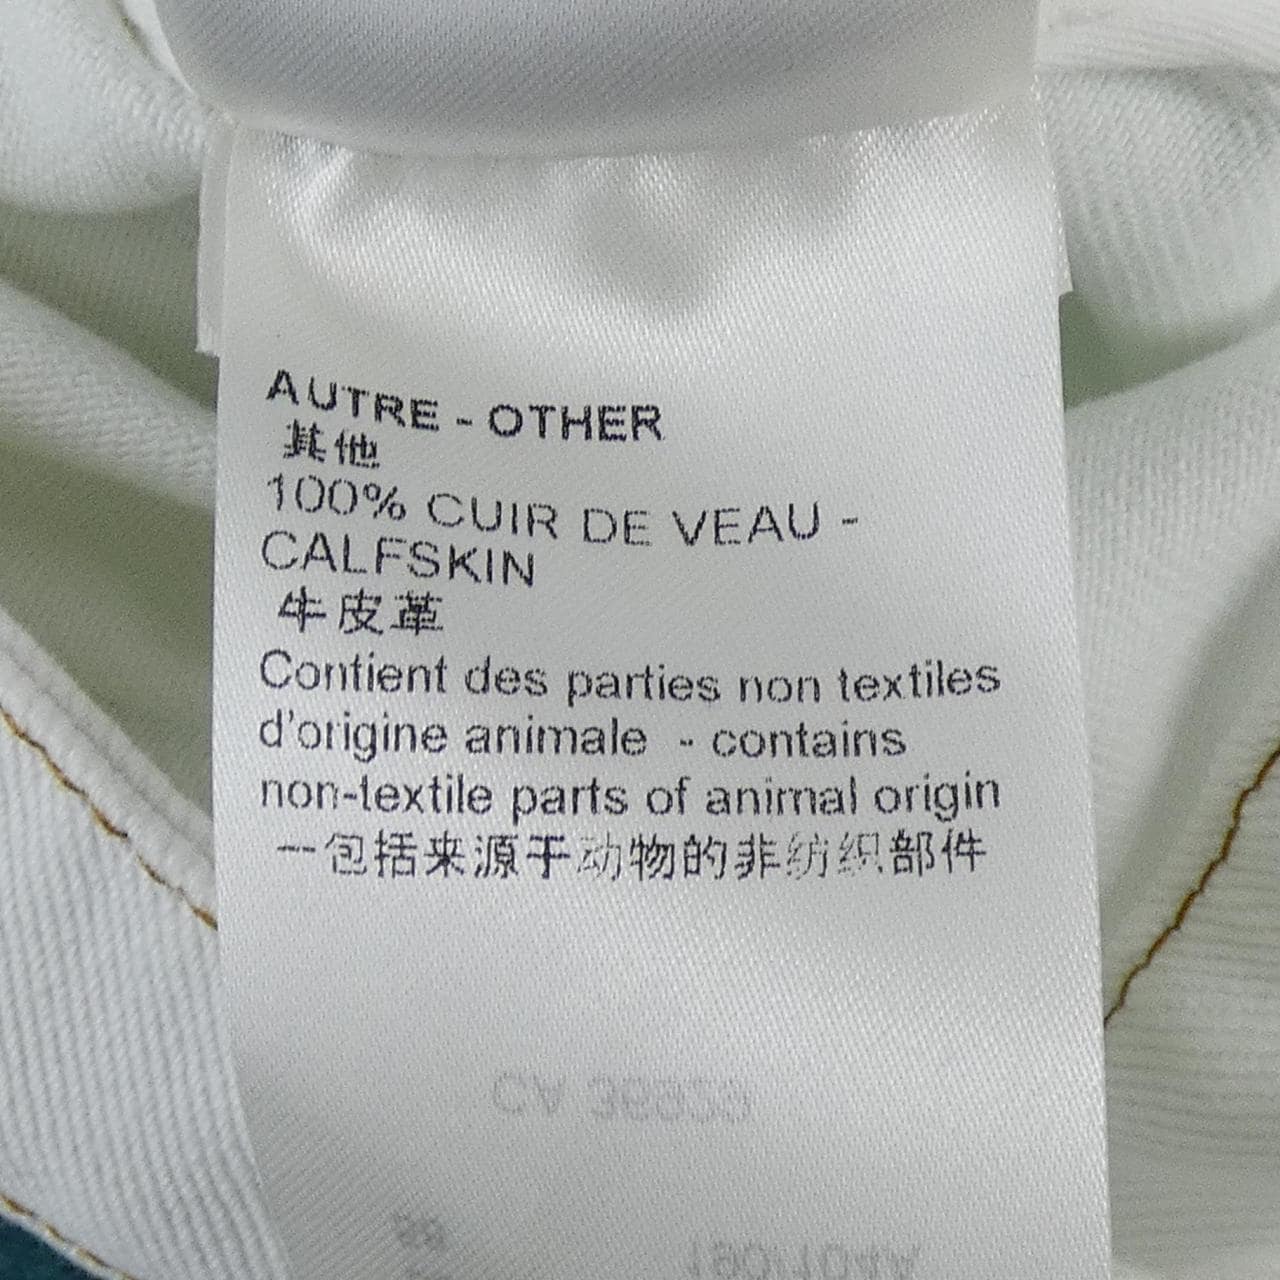 AUTRE - OTHER
其他
100% CUIR DE VEAU -
CALFSKIN
牛皮革
Contient des parties non textiles
d'origine animale - contains
non-textile parts of animal origin
一包括来源于动物的非纺织部件